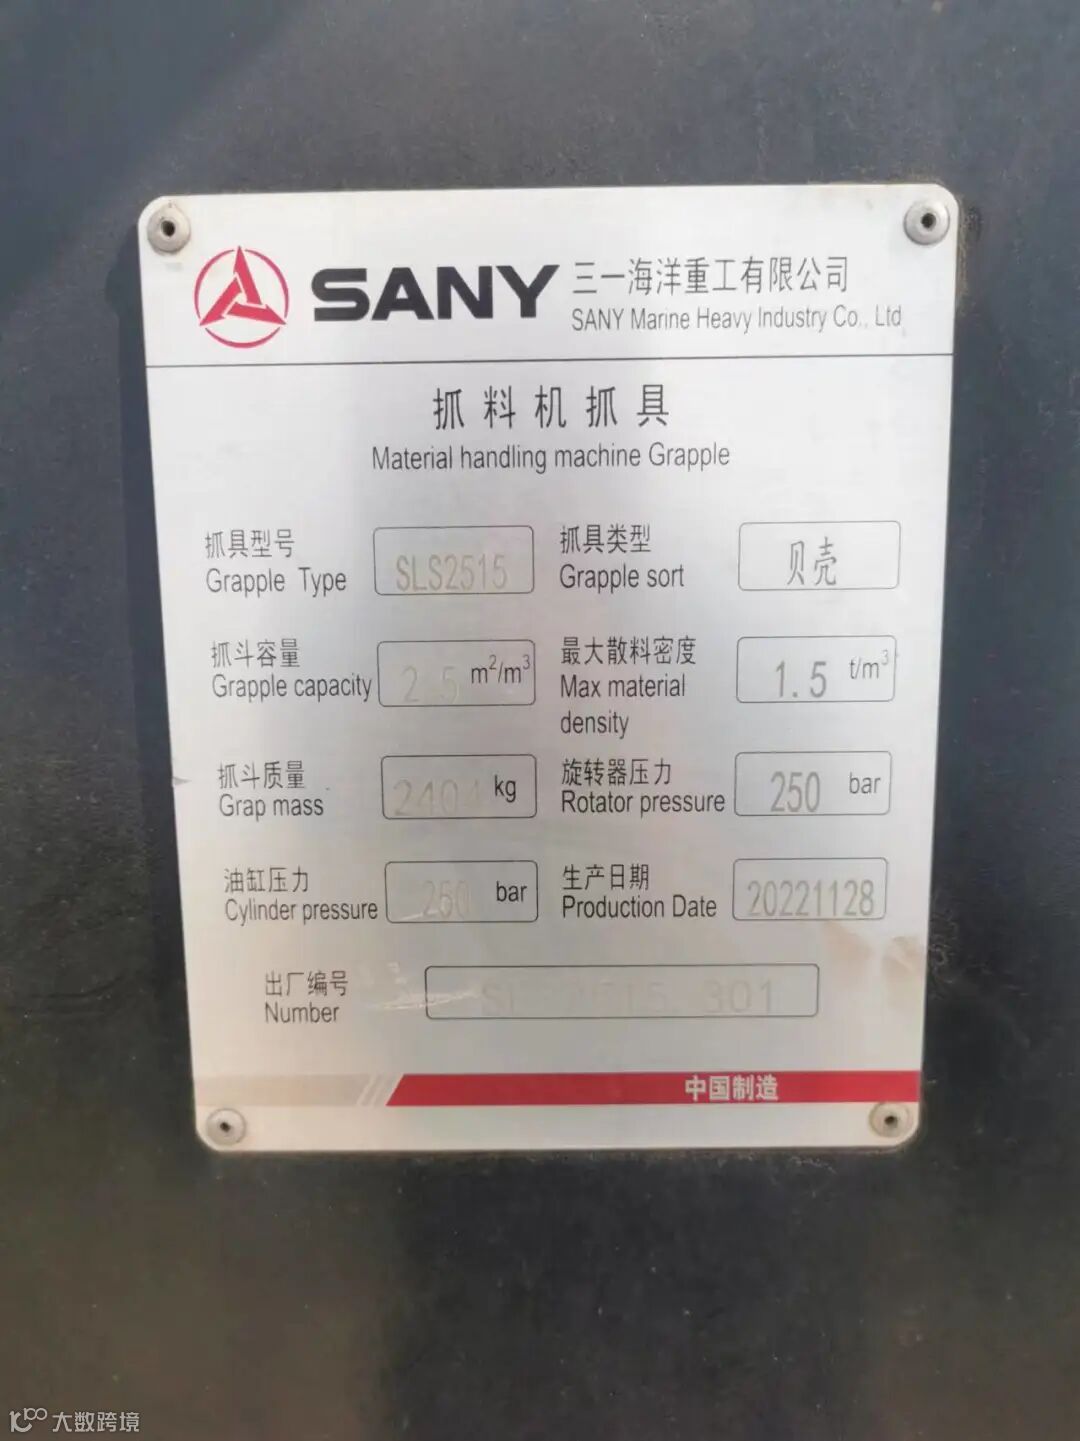 SANY 三一海洋重工有限公司
SANY Marine Heavy Industry Co., Ltd
抓料机抓具
Material handling machine Grapple
抓具型号 SLS2515 抓具类型 贝壳
Grapple Type Grapple sort
抓斗容量 2.5 m²/m³ 最大散料密度 1.5 t/m³
Grapple capacity Max material
density
抓斗质量 kg 旋转器压力 250 bar
Grap mass Rotator pressure
油缸压力 bar 生产日期 20221128
Cylinder pressure Production Date
出厂编号 301
Number
中国制造
大数跨境